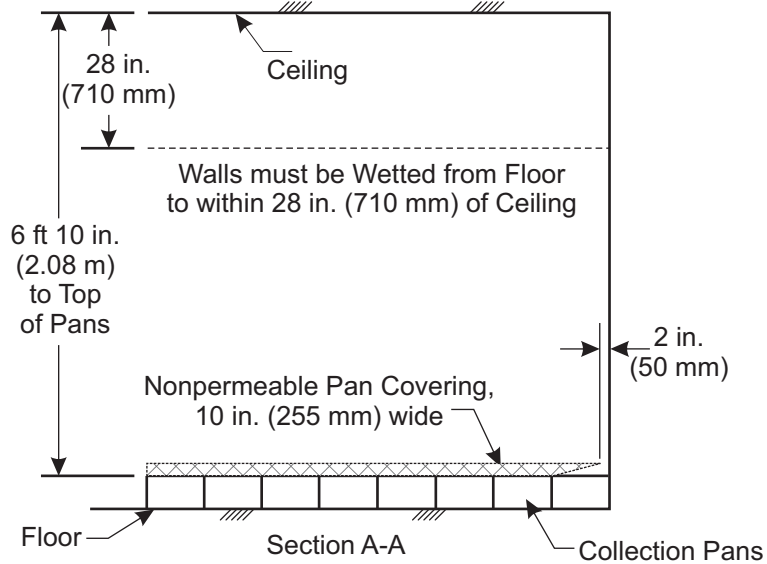 28 in.
(710 mm)
Ceiling
Walls must be Wetted from Floor
to within 28 in. (710 mm) of Ceiling
6 ft 10 in.
(2.08 m)
to Top
of Pans
2 in.
(50 mm)
Nonpermeable Pan Covering,
10 in. (255 mm) wide
Floor
Section A-A
Collection Pans